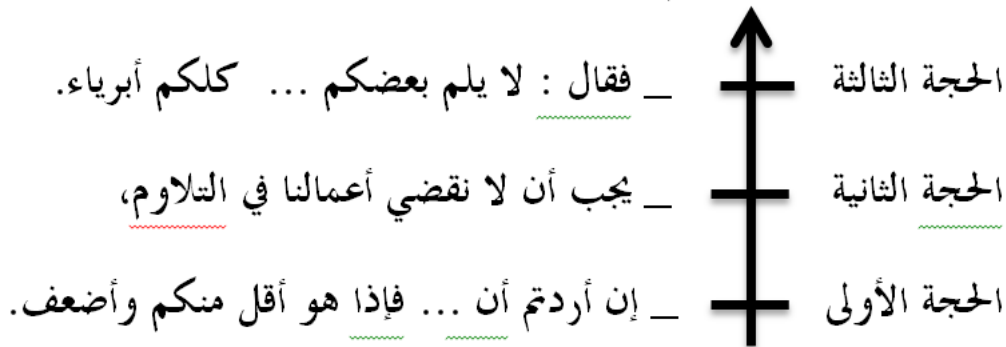 الحجة الثالثة _ فقال : لا يلم بعضكم ... كلكم أبرياء.
الحجة الثانية _ يجب أن لا نقضي أعمالنا في التلاوم،
الحجة الأولى _ إن أردتم أن ... فإذا هو أقل منكم وأضعف.